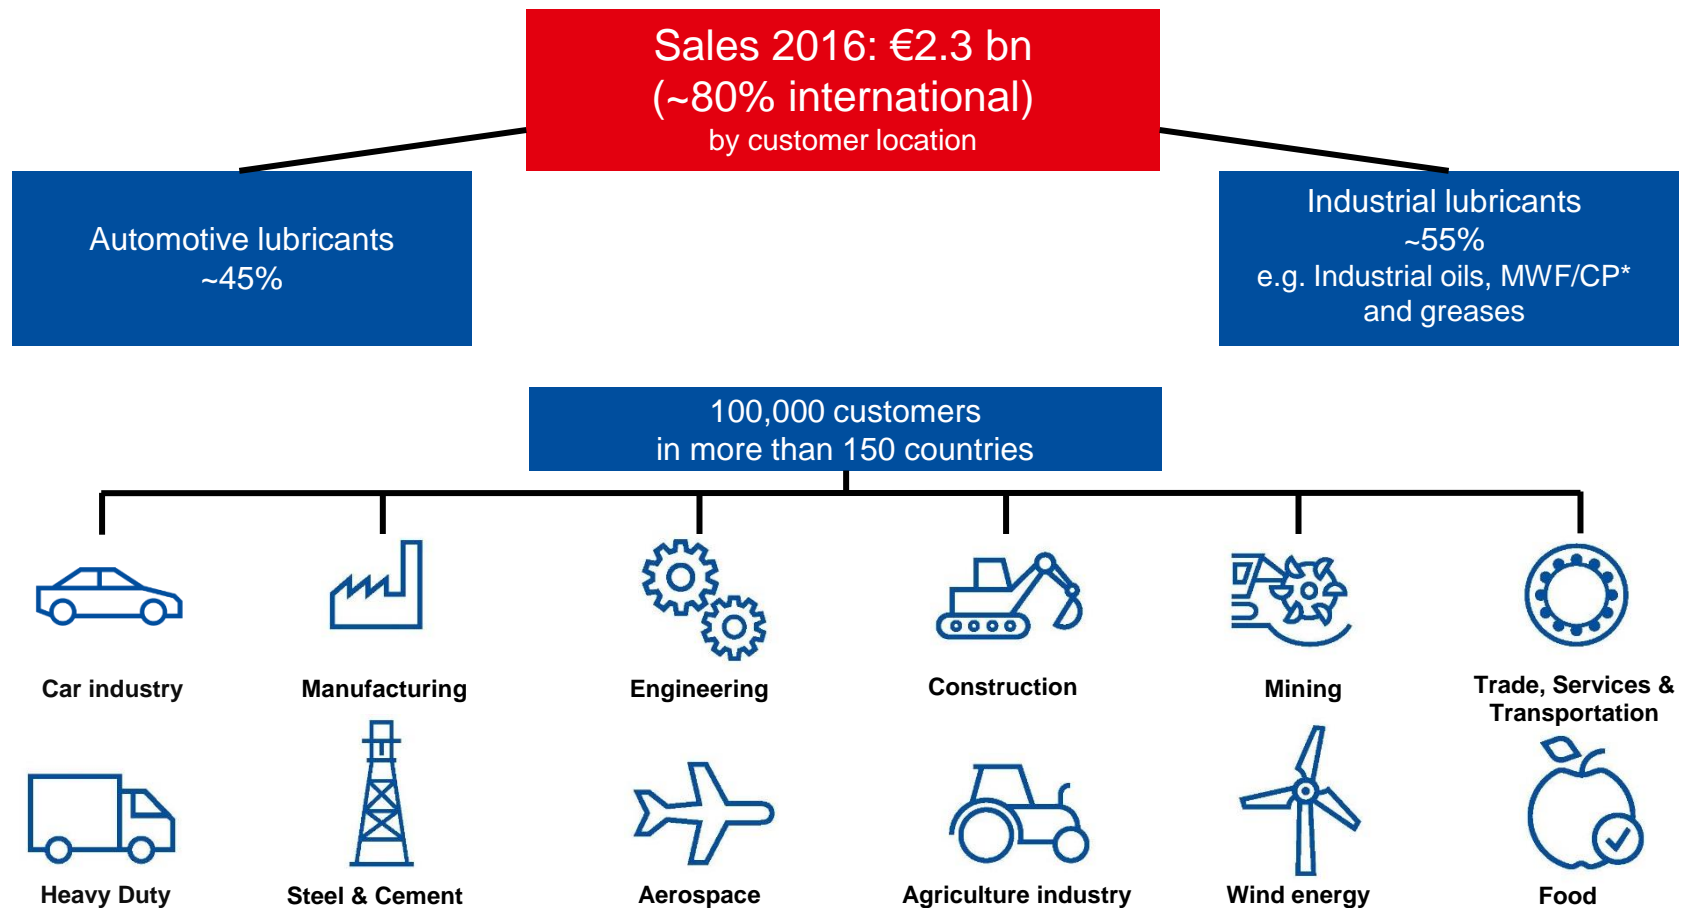 Sales 2016: €2.3 bn
(~80% international)
by customer location
Automotive lubricants
~45%
Industrial lubricants
~55%
e.g. Industrial oils, MWF/CP*
and greases
100,000 customers
in more than 150 countries
Car industry
Manufacturing
Engineering
Construction
Mining
Trade, Services &
Transportation
Heavy Duty
Steel & Cement
Aerospace
Agriculture industry
Wind energy
Food